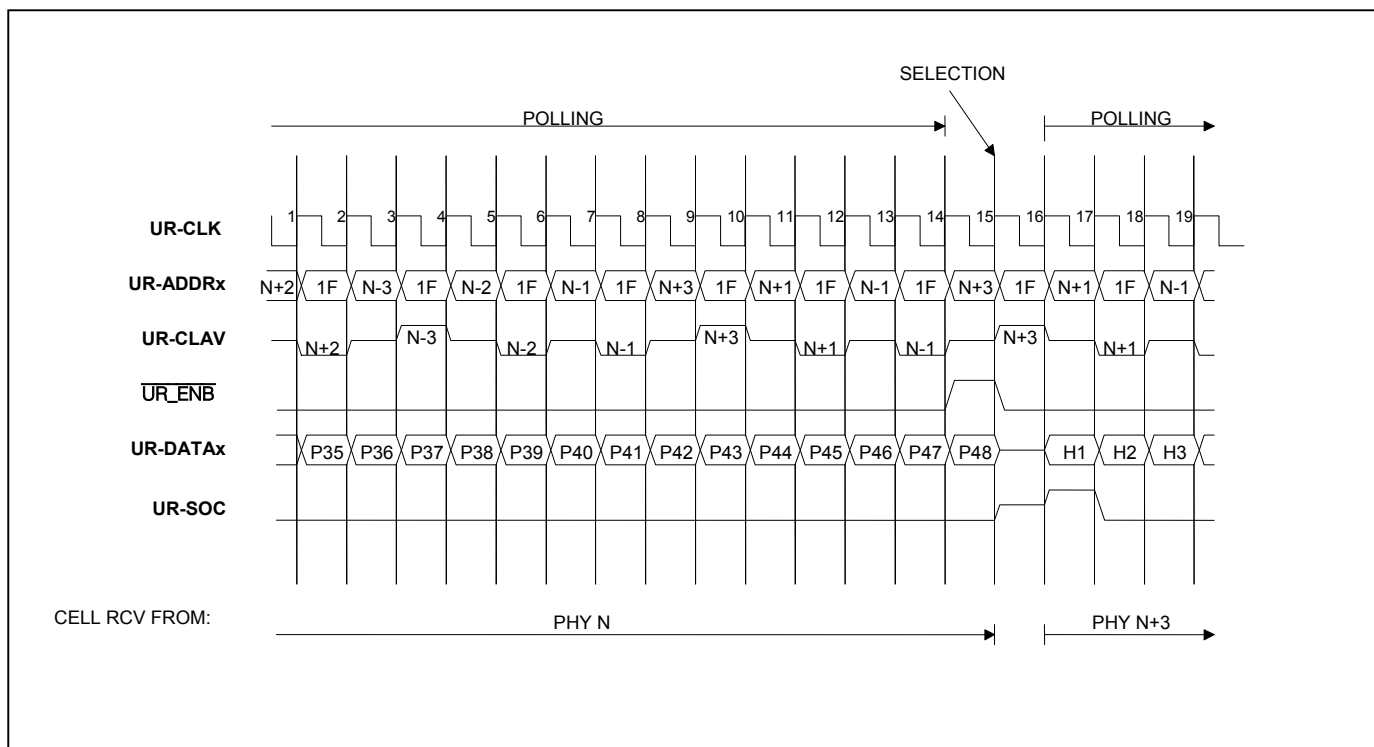 SELECTION
POLLING POLLING
UR-CLK 1 2 3 4 5 6 7 8 9 10 11 12 13 14 15 16 17 18 19
UR-ADDRx N+2 1F N-3 1F N-2 1F N-1 1F N+3 1F N+1 1F N-1 1F N+3 1F N+1 1F N-1
UR-CLAV N+2 N-3 N-2 N-1 N+3 N+1 N-1 N+3 N+1
UR_ENB
UR-DATAx P35 P36 P37 P38 P39 P40 P41 P42 P43 P44 P45 P46 P47 P48 H1 H2 H3
UR-SOC
CELL RCV FROM: PHY N PHY N+3